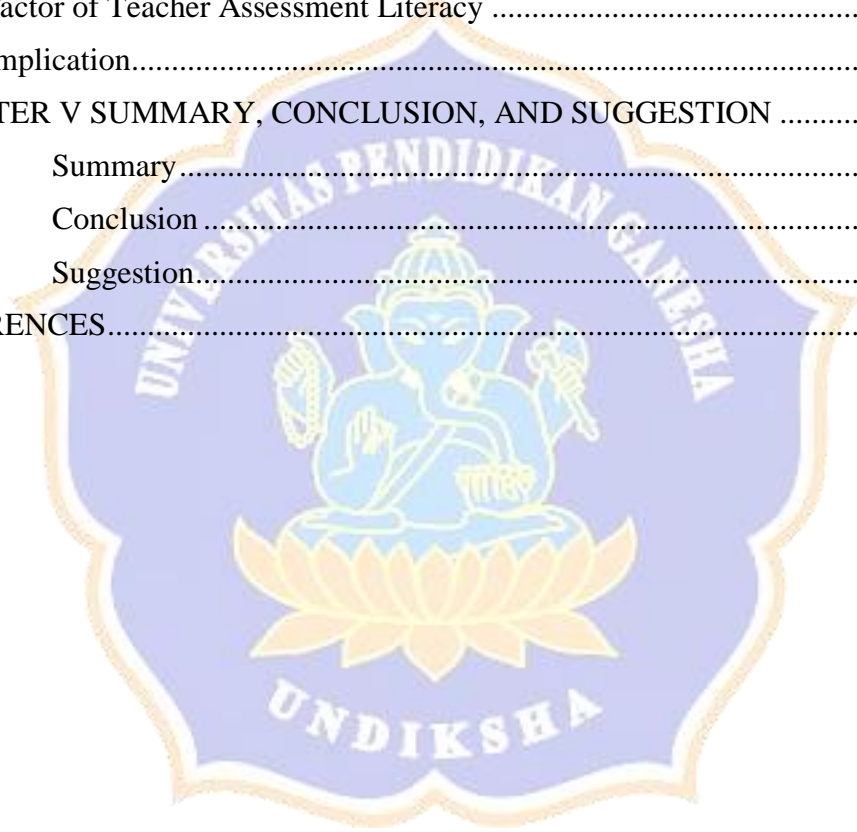 actor of Teacher Assessment Literacy ..................................................
mplication...............................................................................................
TER V SUMMARY, CONCLUSION, AND SUGGESTION ..........
Summary.....................................................................................
Conclusion ..................................................................................
Suggestion...................................................................................
RENCES..............................................................................................
UNIVERSITAS PENDIDIKAN GANESHA
UNDIKSHA